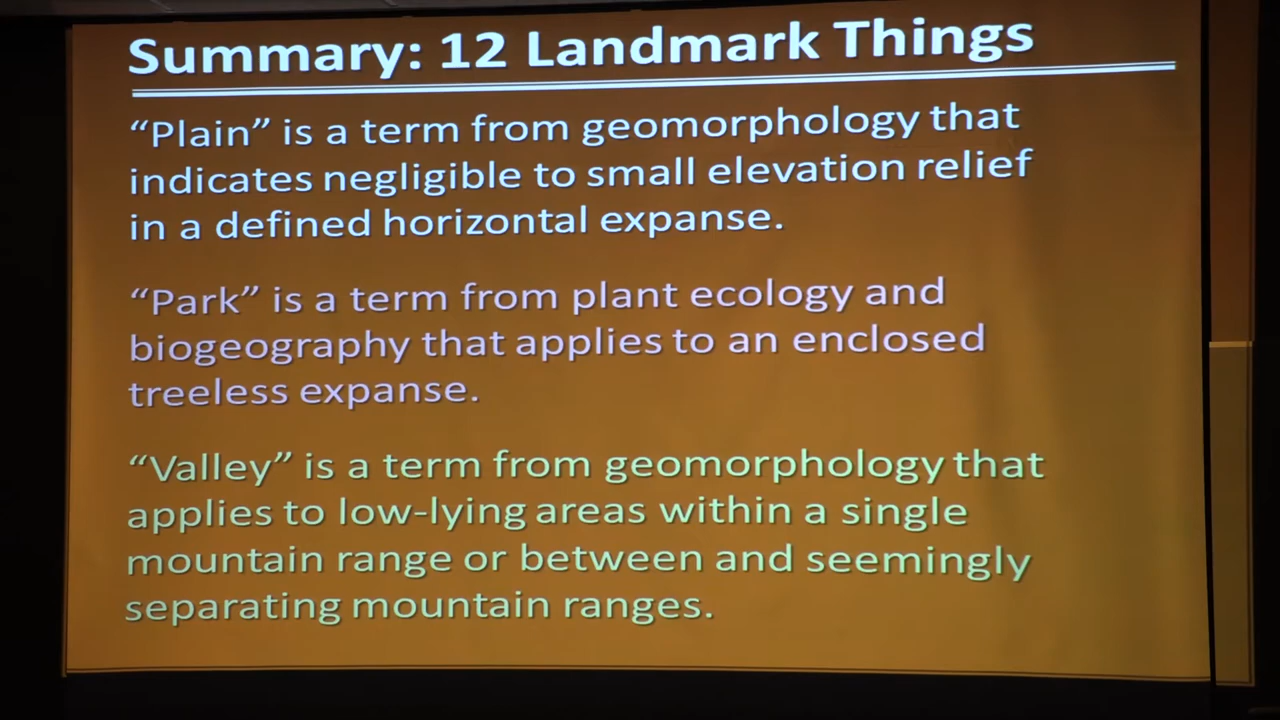 Summary: 12 Landmark Things
“Plain” is a term from geomorphology that
indicates negligible to small elevation relief
in a defined horizontal expanse.
“Park” is a term from plant ecology and
biogeography that applies to an enclosed
treeless expanse.
“Valley” is a term from geomorphology that
applies to low-lying areas within a single
mountain range or between and seemingly
separating mountain ranges.